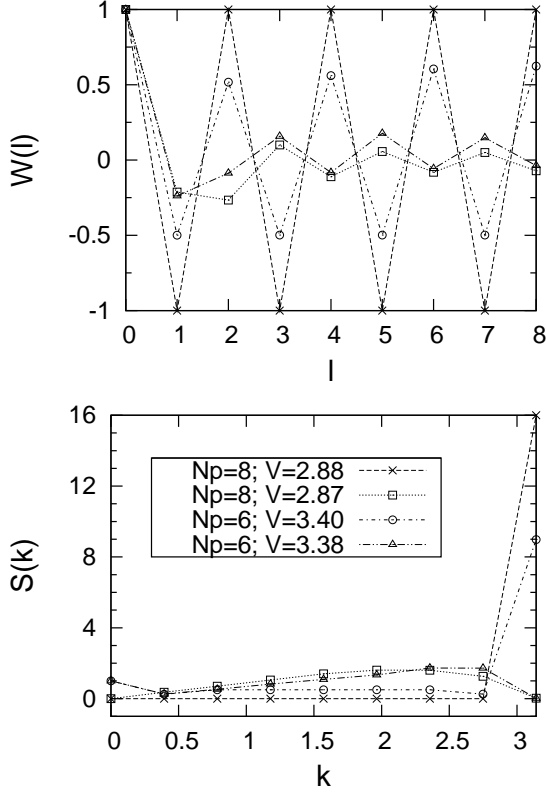 1
0.5
0
-0.5
-1
W(l)
0 1 2 3 4 5 6 7 8
l
16
12
8
4
0
S(k)
Np=8; V=2.88
Np=8; V=2.87
Np=6; V=3.40
Np=6; V=3.38
0 0.5 1 1.5 2 2.5 3
k